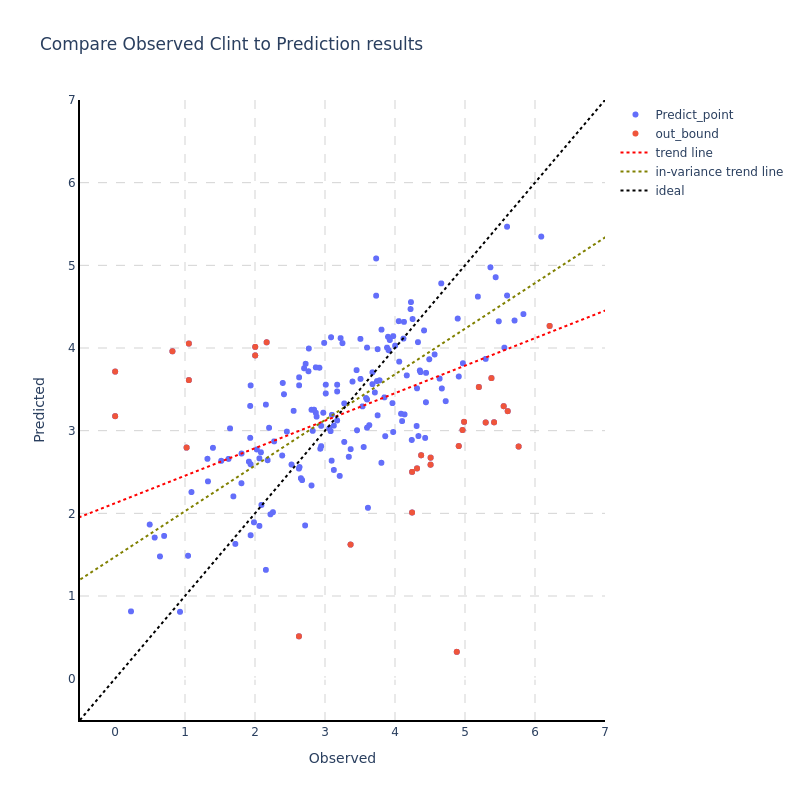 Compare Observed Clint to Prediction results
7
6
5
4
3
2
1
0
Predicted
0
1
2
3
4
5
6
7
Observed
Predict_point
out_bound
trend line
in-variance trend line
ideal